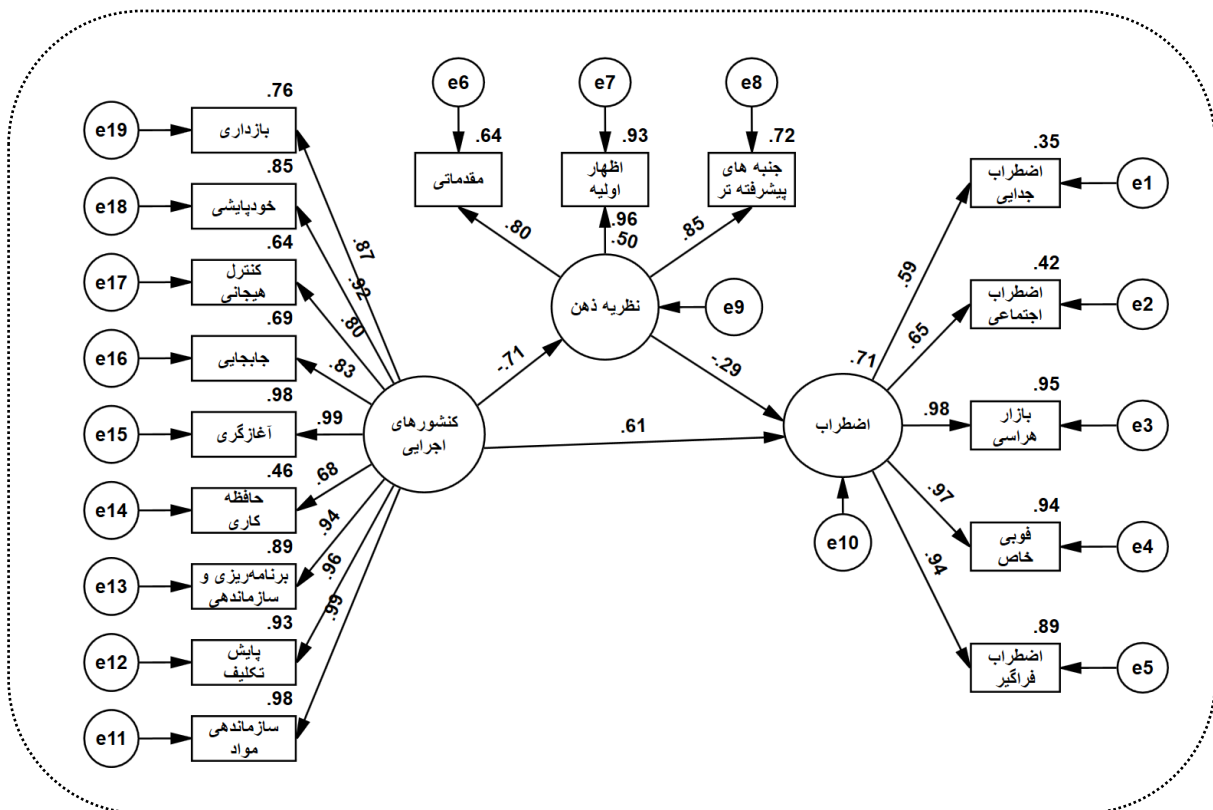 e19
.76
بازداری
e18
.85
خودپایشی
e17
.64
کنترل
هیجانی
e16
.69
جابجایی
e15
.98
آغازگری
e14
.46
حافظه
کاری
e13
.89
برنامه‌ریزی و
سازماندهی
e12
.93
پایش
تکلیف
e11
.98
سازماندهی
مواد
.87
.92
.80
.83
.99
.68
.94
.96
.99
کنشورهای
اجرایی
e6
.64
مقدماتی
e7
.93
اظهار
اولیه
e8
.72
جنبه های
پیشرفته تر
.80
.96
.50
.85
نظریه ذهن
e9
-.71
-.29
.61
.71
اضطراب
e10
.59
.65
.98
.97
.94
.35
اضطراب
جدایی
e1
.42
اضطراب
اجتماعی
e2
.95
بازار
هراسی
e3
.94
فوبی
خاص
e4
.89
اضطراب
فراگیر
e5